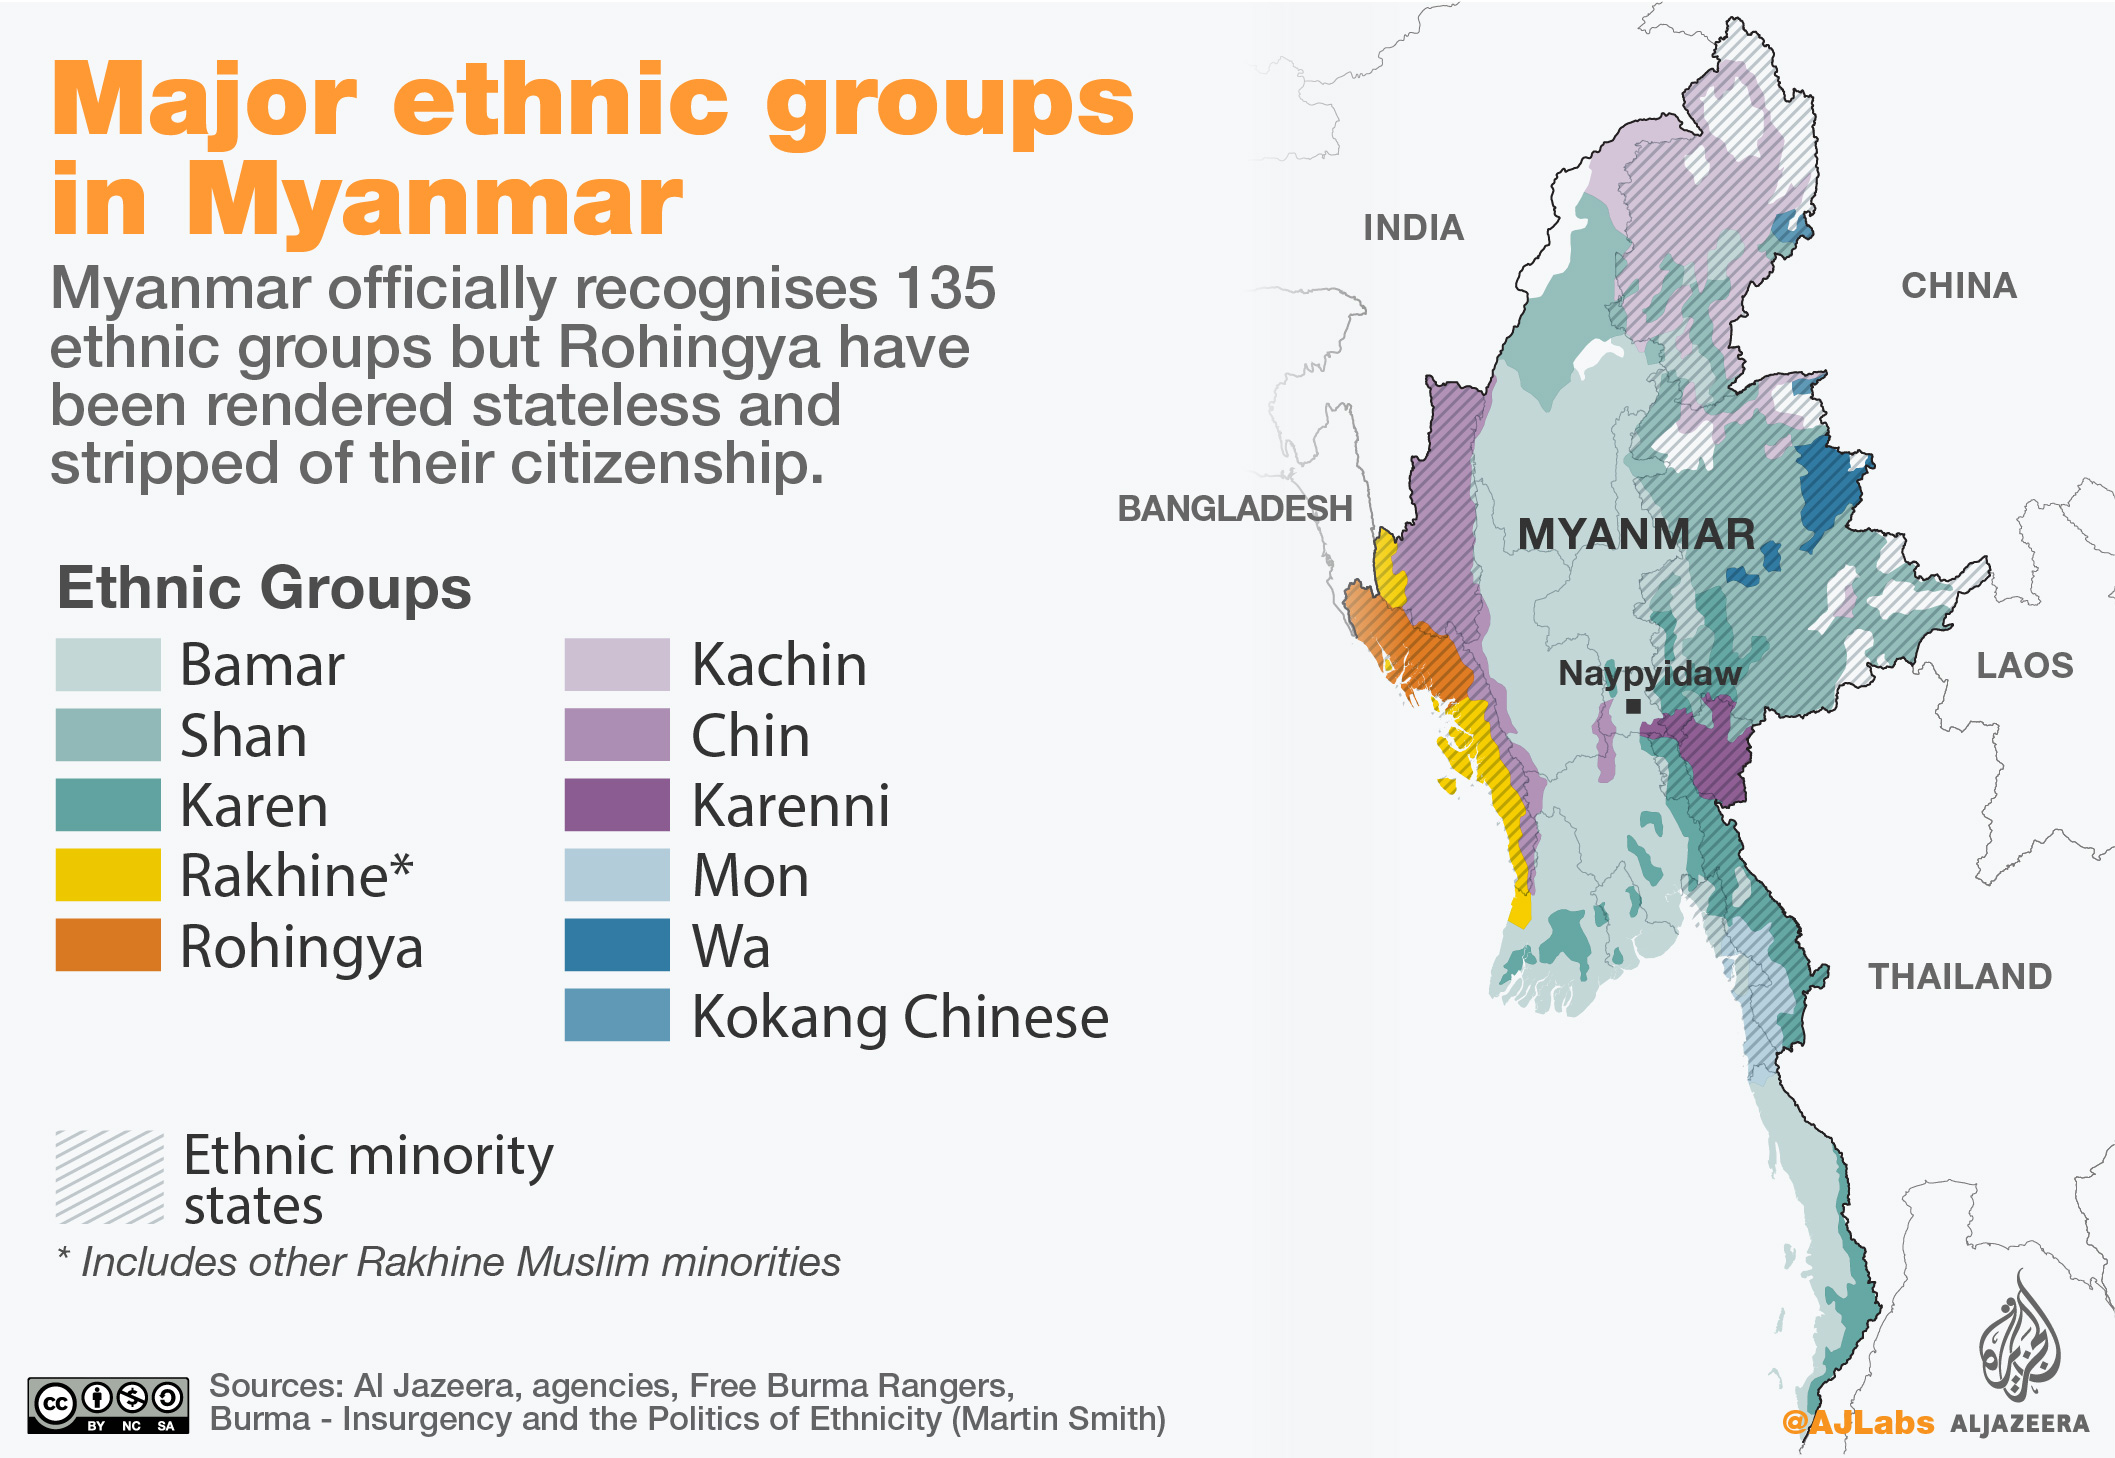 Major ethnic groups
in Myanmar
Myanmar officially recognises 135
ethnic groups but Rohingya have
been rendered stateless and
stripped of their citizenship.
Ethnic Groups
Bamar
Shan
Karen
Rakhine*
Rohingya
Kachin
Chin
Karenni
Mon
Wa
Kokang Chinese
Ethnic minority
states
* Includes other Rakhine Muslim minorities
cc BY NC SA
Sources: Al Jazeera, agencies, Free Burma Rangers,
Burma - Insurgency and the Politics of Ethnicity (Martin Smith)
INDIA
CHINA
BANGLADESH
MYANMAR
Naypyidaw
LAOS
THAILAND
@AJLabs
ALJAZEERA